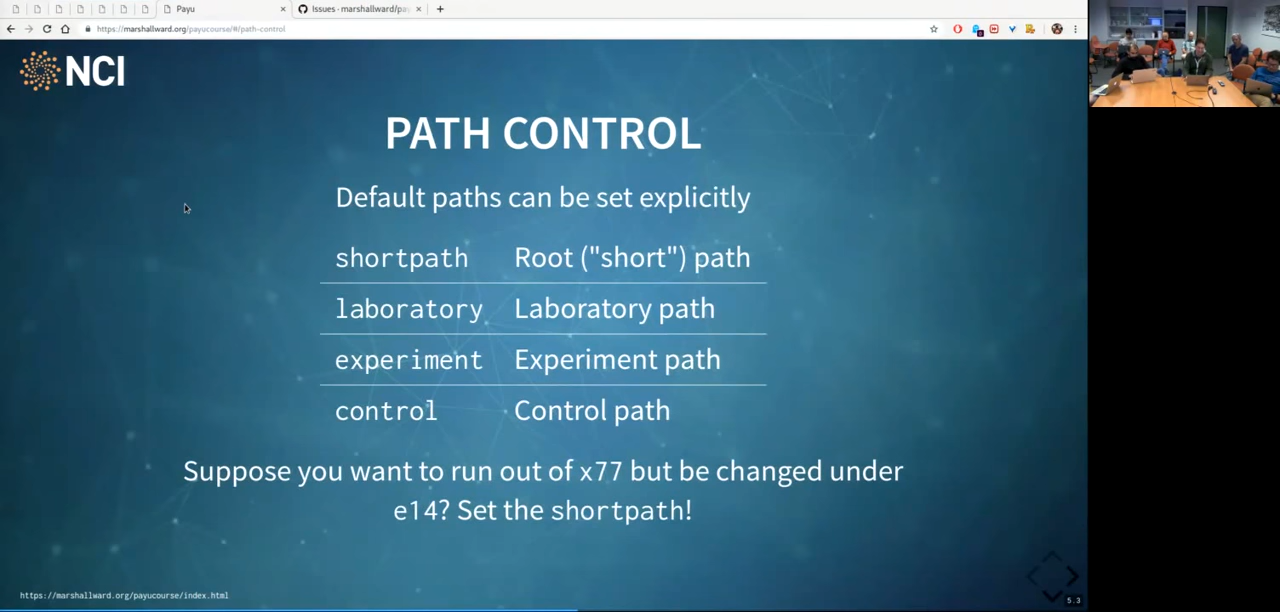 Payu
Issues · marshallward/pay
https://marshallward.org/payucourse/#/path-control
NCI
PATH CONTROL
Default paths can be set explicitly
shortpath Root ("short") path
laboratory Laboratory path
experiment Experiment path
control Control path
Suppose you want to run out of x77 but be changed under
e14? Set the shortpath!
https://marshallward.org/payucourse/index.html
5.3